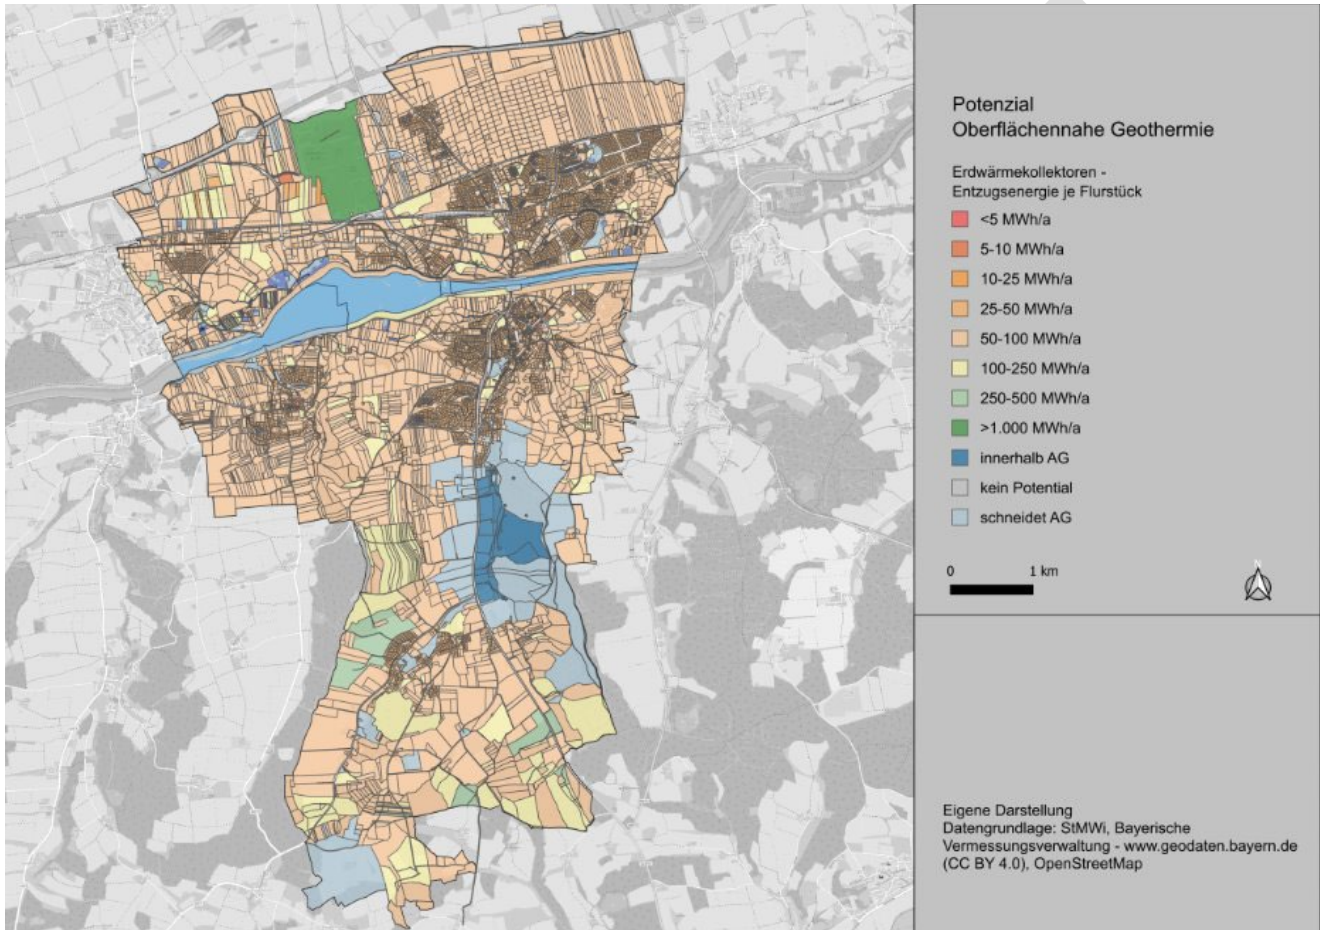 Potenzial
Oberflächennahe Geothermie
Erdwärmekollektoren -
Entzugsenergie je Flurstück
<5 MWh/a
5-10 MWh/a
10-25 MWh/a
25-50 MWh/a
50-100 MWh/a
100-250 MWh/a
250-500 MWh/a
>1.000 MWh/a
innerhalb AG
kein Potential
schneidet AG
0 1 km
Eigene Darstellung
Datengrundlage: StMWi, Bayerische
Vermessungsverwaltung - www.geodaten.bayern.de
(CC BY 4.0), OpenStreetMap